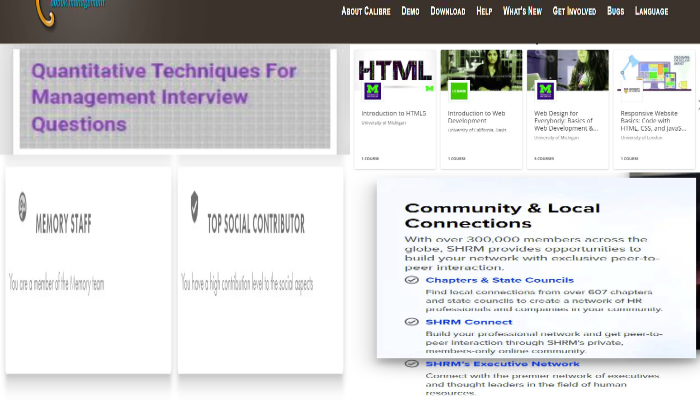 ebook management
About Calibre Demo Download Help What's New Get Involved Bugs Language
Quantitative Techniques For
Management Interview
Questions
HTML
Introduction to HTML5
University of Michigan
1 COURSE
Introduction to Web
Development
University of California, Davis
1 COURSE
Web Design for
Everybody: Basics of
Web Development &...
University of Michigan
Responsive Website
Basics: Code with
HTML, CSS, and JavaS...
University of London
1 COURSE
MEMORY STAFF
You are a member of the Memory team
TOP SOCIAL CONTRIBUTOR
You have a high contribution level to the social aspects
Community & Local
Connections
With over 300,000 members across the
globe, SHRM provides opportunities to
build your network with exclusive peer-to-
peer interaction.
Chapters & State Councils
Find local connections from over 607 chapters
and state councils to create a network of HR
professionals and companies in your community.
SHRM Connect
Build your professional network and get peer-to-
peer interaction through SHRM's private,
members-only online community.
SHRM's Executive Network
Connect with the premier network of executives
and thought leaders in the field of human
resources.